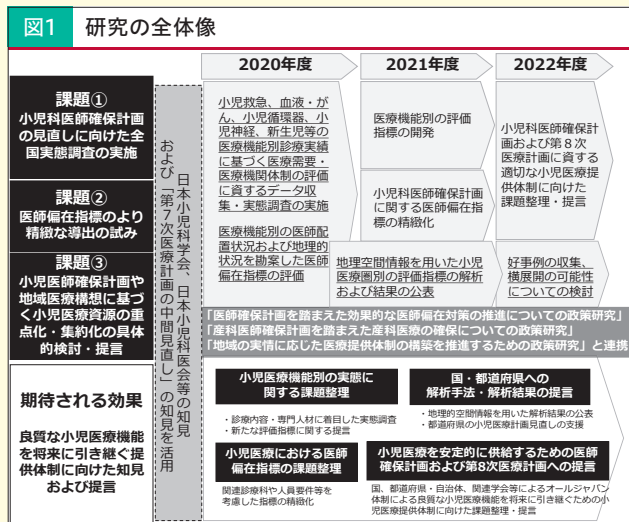 図1 研究の全体像
2020年度
2021年度
2022年度
課題①
小児科医師確保計画
の見直しに向けた全
国実態調査の実施
課題②
医師偏在指標のより
精緻な導出の試み
課題③
小児医師確保計画や
地域医療構想に基づ
く小児医療資源の重
点化・集約化の具体
的検討・提言
期待される効果
良質な小児医療機能
を将来に引き継ぐ提
供体制に向けた知見
および提言
日本小児科学会、日本小児科医会等の知見
および「第7次医療計画の中間見直し」の知見を活用
小児救急、血液・が
ん、小児循環器、小
児神経、新生児等の
医療機能別診療実績
に基づく医療需要・
医療機関体制の評価
に資するデータ収
集・実態調査の実施
医療機能別の医師配
置状況および地理的
状況を勘案した医師
偏在指標の評価
医療機能別の評価
指標の開発
小児科医師確保計画
に関する医師偏在指
標の精緻化
地理空間情報を用いた小児
医療圏別の評価指標の解析
および結果の公表
小児科医師確保計
画および第8次
医療計画に資する
適切な小児医療提
供体制に向けた
課題整理・提言
好事例の収集、
横展開の可能性
についての検討
「医師確保計画を踏まえた効果的な医師偏在対策の推進についての政策研究」
「産科医師確保計画を踏まえた産科医療の確保についての政策研究」
「地域の実情に応じた医療提供体制の構築を推進するための政策研究」と連携
小児医療機能別の実態に
関する課題整理
・診療内容・専門人材に着目した実態調査
・新たな評価指標に関する提言
国・都道府県への
解析手法・解析結果の提言
・地理的空間情報を用いた解析結果の公表
・都道府県の小児医療計画見直しの支援
小児医療における医師
偏在指標の課題整理
関連診療科や人員要件等を
考慮した指標の精緻化
小児医療を安定的に供給するための医師
確保計画および第8次医療計画への提言
国、都道府県・自治体、関連学会等によるオールジャパン
体制による良質な小児医療機能を将来に引き継ぐための小
児医療提供体制に向けた課題整理・提言